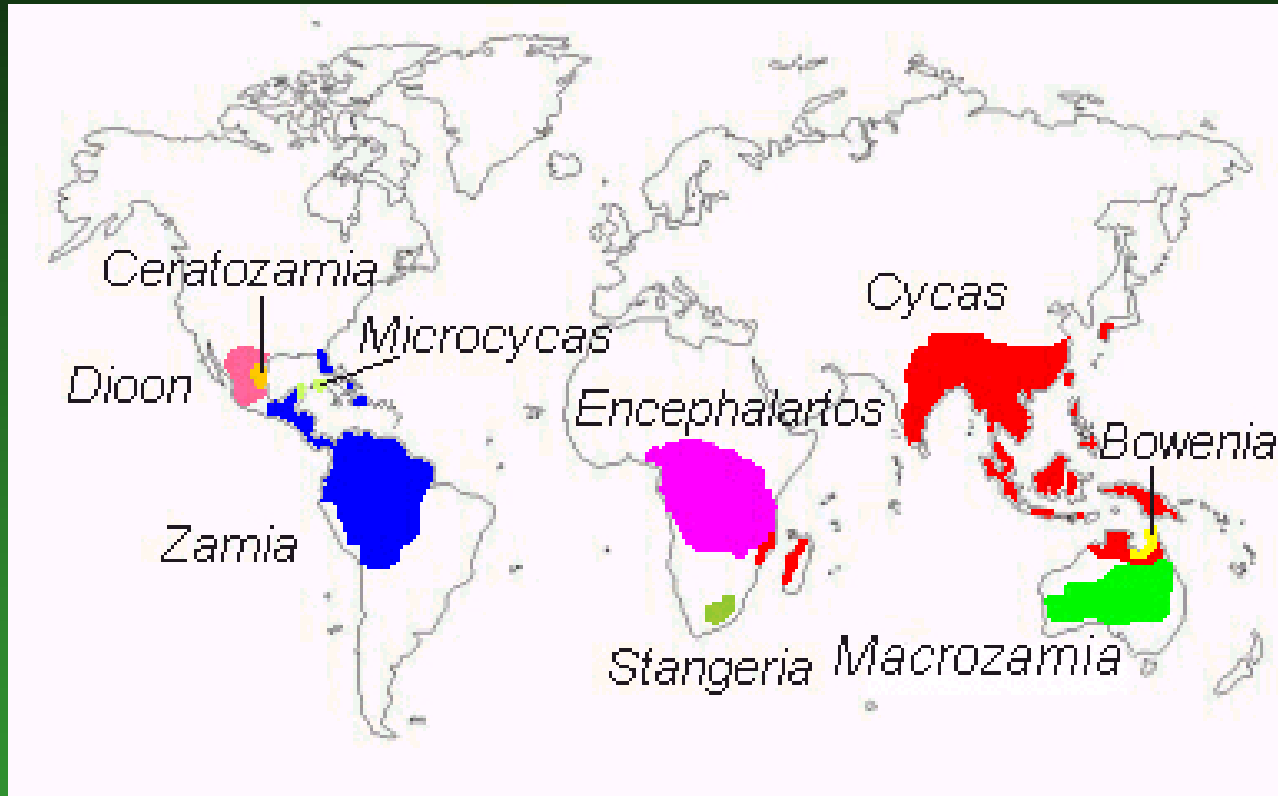 Ceratozamia
Cycas
Microcycas
Dioon
Encephalartos
Bowenia
Zamia
Stangeria
Macrozamia